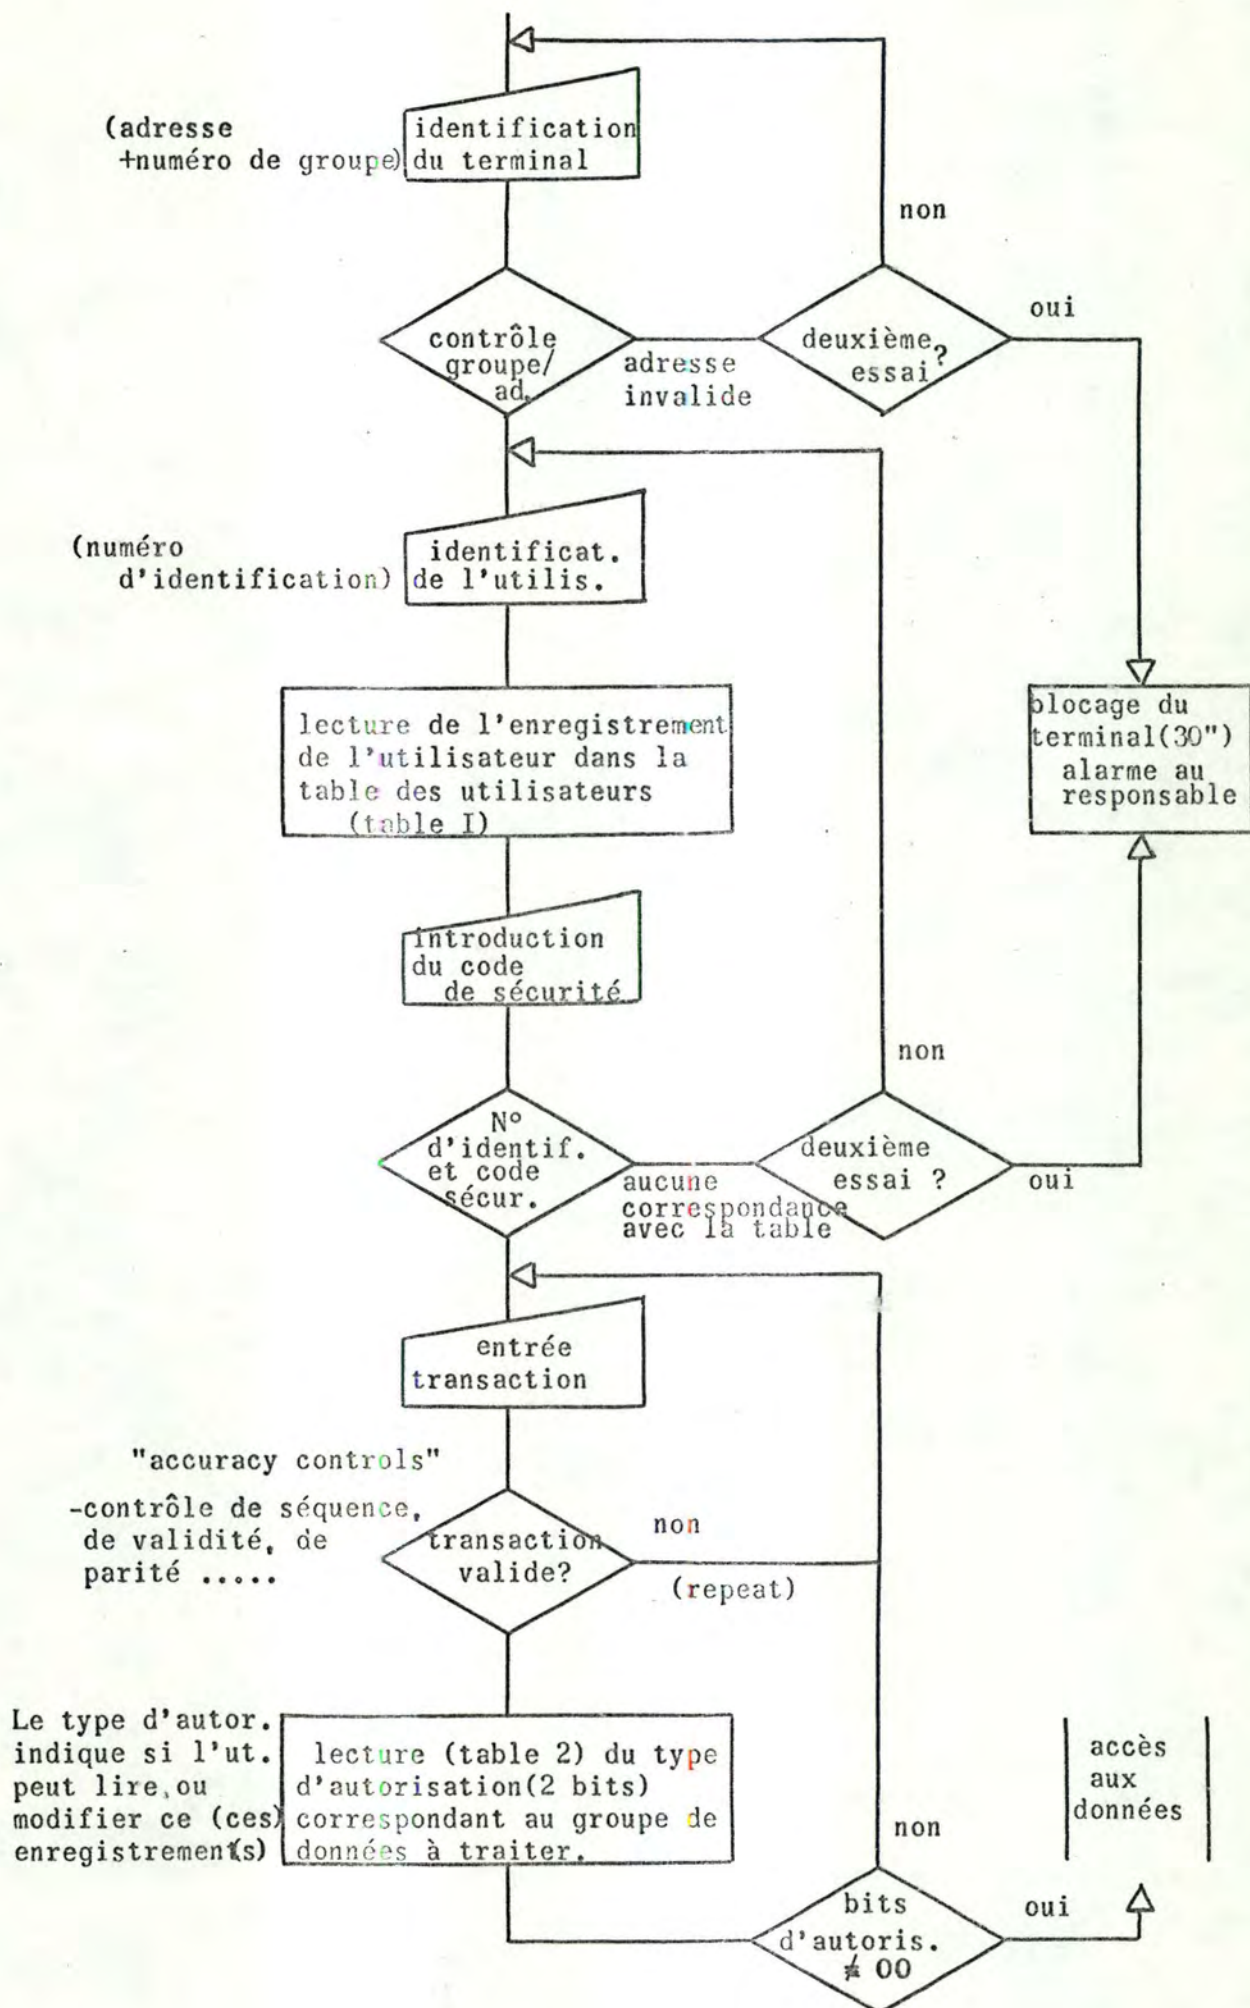 (adresse
+numéro de groupe)
identification
du terminal
non
contrôle
groupe/
ad.
adresse
invalide
deuxième
essai?
oui
(numéro
d'identification)
identificat.
de l'utilis.
lecture de l'enregistrement
de l'utilisateur dans la
table des utilisateurs
(table I)
blocage du
terminal(30")
alarme au
responsable
introduction
du code
de sécurité
non
N°
d'identif.
et code
sécur.
aucune
correspondance
avec la table
deuxième
essai ?
oui
entrée
transaction
"accuracy controls"
-contrôle de séquence,
de validité, de
parité .....
transaction
valide?
non
(repeat)
Le type d'autor.
indique si l'ut.
peut lire, ou
modifier ce (ces)
enregistrement(s)
lecture (table 2) du type
d'autorisation(2 bits)
correspondant au groupe de
données à traiter.
accès
aux
données
non
bits
d'autoris.
≠ 00
oui